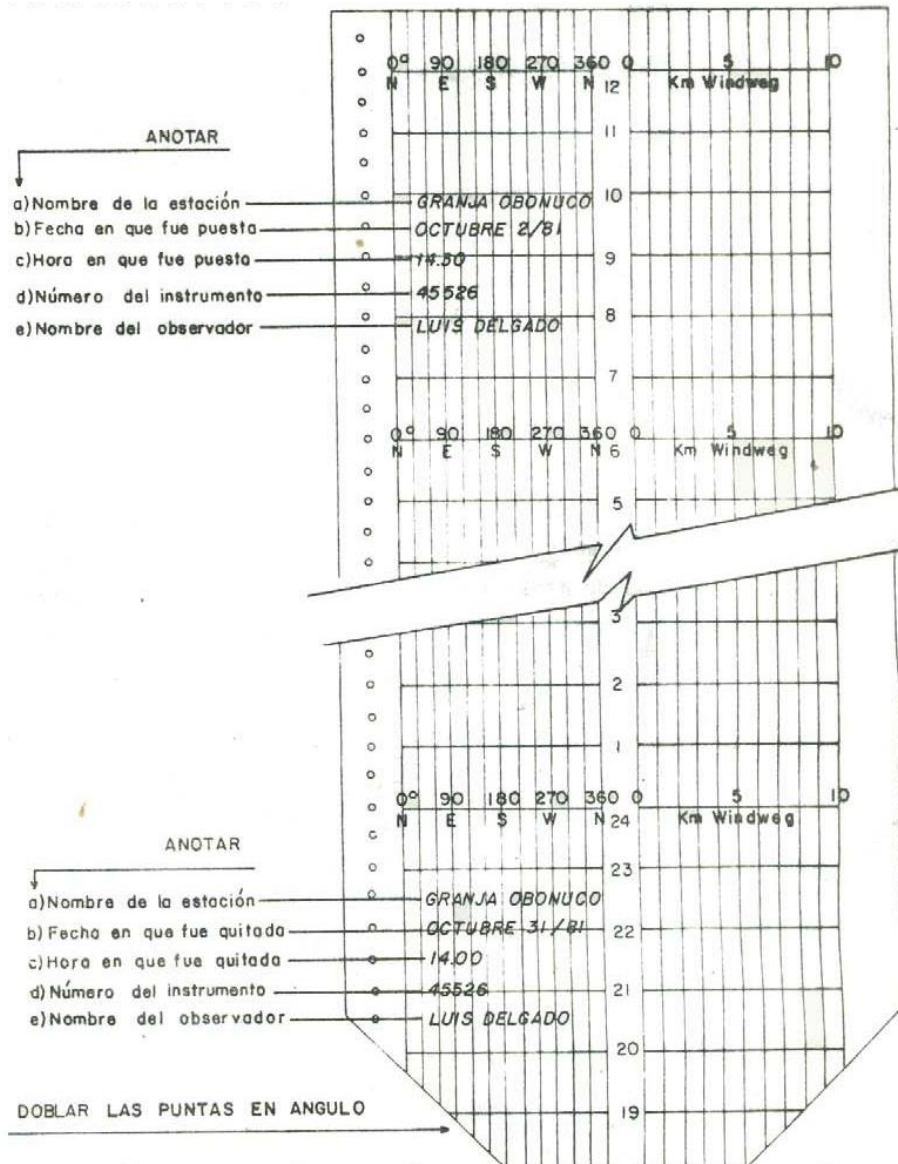 0° 90 180 270 360 0 5 10
N E S W N 12 Km Windweg
11
ANOTAR
a)Nombre de la estación GRANJA OBONUCO 10
b)Fecha en que fue puesta OCTUBRE 2/81
c)Hora en que fue puesta 14.30 9
d)Número del instrumento 45526
e)Nombre del observador LUIS DELGADO 8
7
0° 90 180 270 360 0 5 10
N E S W N 6 Km Windweg
5
3
2
1
0° 90 180 270 360 0 5 10
N E S W N 24 Km Windweg
ANOTAR
23
a)Nombre de la estación GRANJA OBONUCO
b)Fecha en que fue quitada OCTUBRE 31/81 22
c)Hora en que fue quitada 14.00
d)Número del instrumento 45526 21
e)Nombre del observador LUIS DELGADO
20
DOBLAR LAS PUNTAS EN ANGULO 19